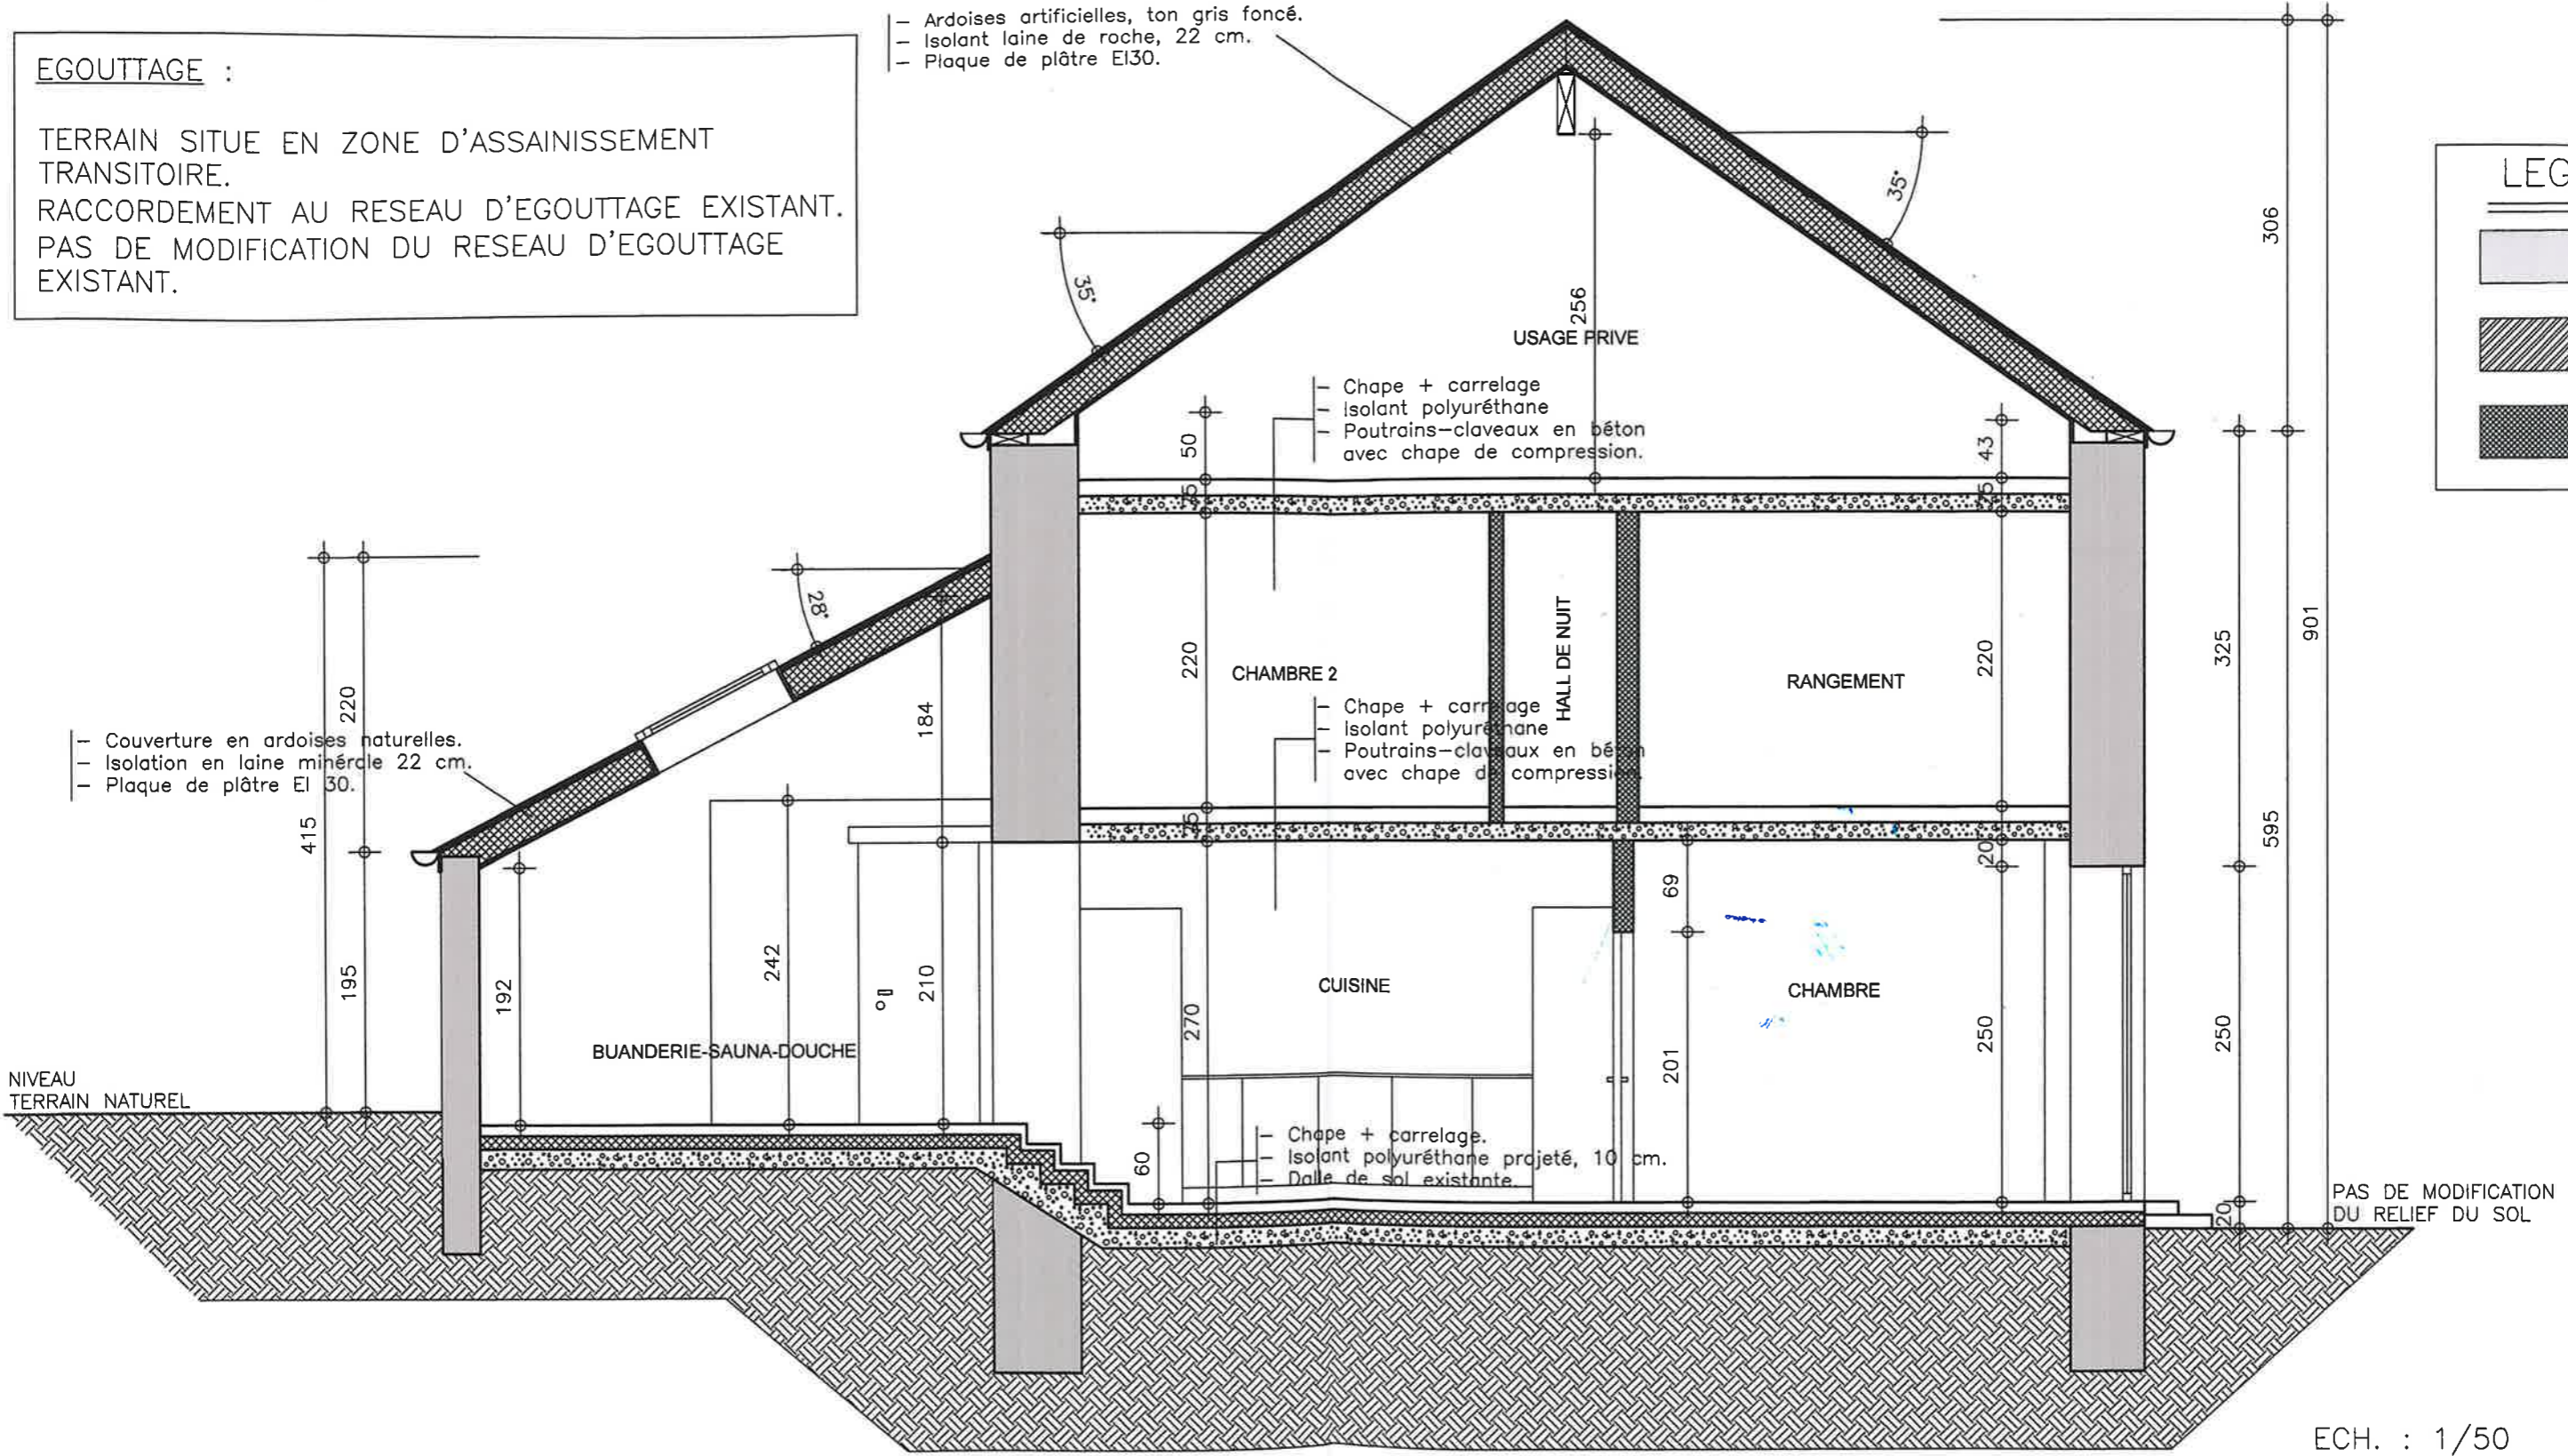 EGOUTTAGE :
TERRAIN SITUE EN ZONE D'ASSAINISSEMENT
TRANSITOIRE.
RACCORDEMENT AU RESEAU D'EGOUTTAGE EXISTANT.
PAS DE MODIFICATION DU RESEAU D'EGOUTTAGE
EXISTANT.
– Ardoises artificielles, ton gris foncé.
– Isolant laine de roche, 22 cm.
– Plaque de plâtre EI30.
LEG
306
35°
35°
256
USAGE PRIVE
– Chape + carrelage
– Isolant polyuréthane
– Poutrains-claveaux en béton
avec chape de compression.
50
43
901
325
595
28°
220
220
220
184
415
195
CHAMBRE 2
HALL DE NUIT
RANGEMENT
– Chape + carrelage
– Isolant polyuréthane
– Poutrains-claveaux en béton
avec chape de compression.
– Couverture en ardoises naturelles.
– Isolation en laine minérale 22 cm.
– Plaque de plâtre EI 30.
20
69
192
242
210
270
CUISINE
CHAMBRE
201
250
250
BUANDERIE-SAUNA-DOUCHE
NIVEAU
TERRAIN NATUREL
60
– Chape + carrelage.
– Isolant polyuréthane projeté, 10 cm.
– Dalle de sol existante.
20
PAS DE MODIFICATION
DU RELIEF DU SOL
ECH. : 1/50